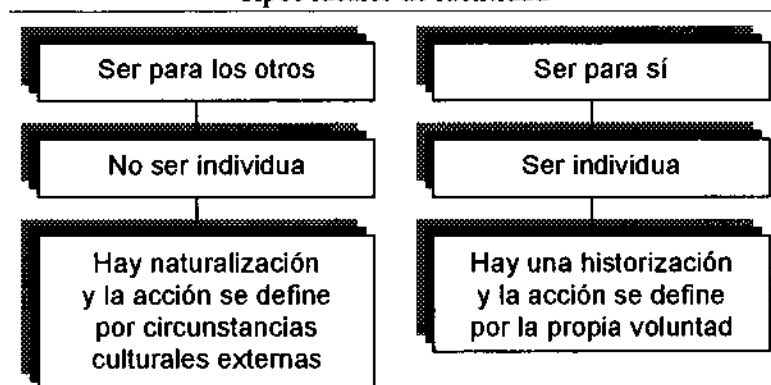 Ser para los otros
No ser individua
Hay naturalización
y la acción se define
por circunstancias
culturales externas
Ser para sí
Ser individua
Hay una historización
y la acción se define
por la propia voluntad